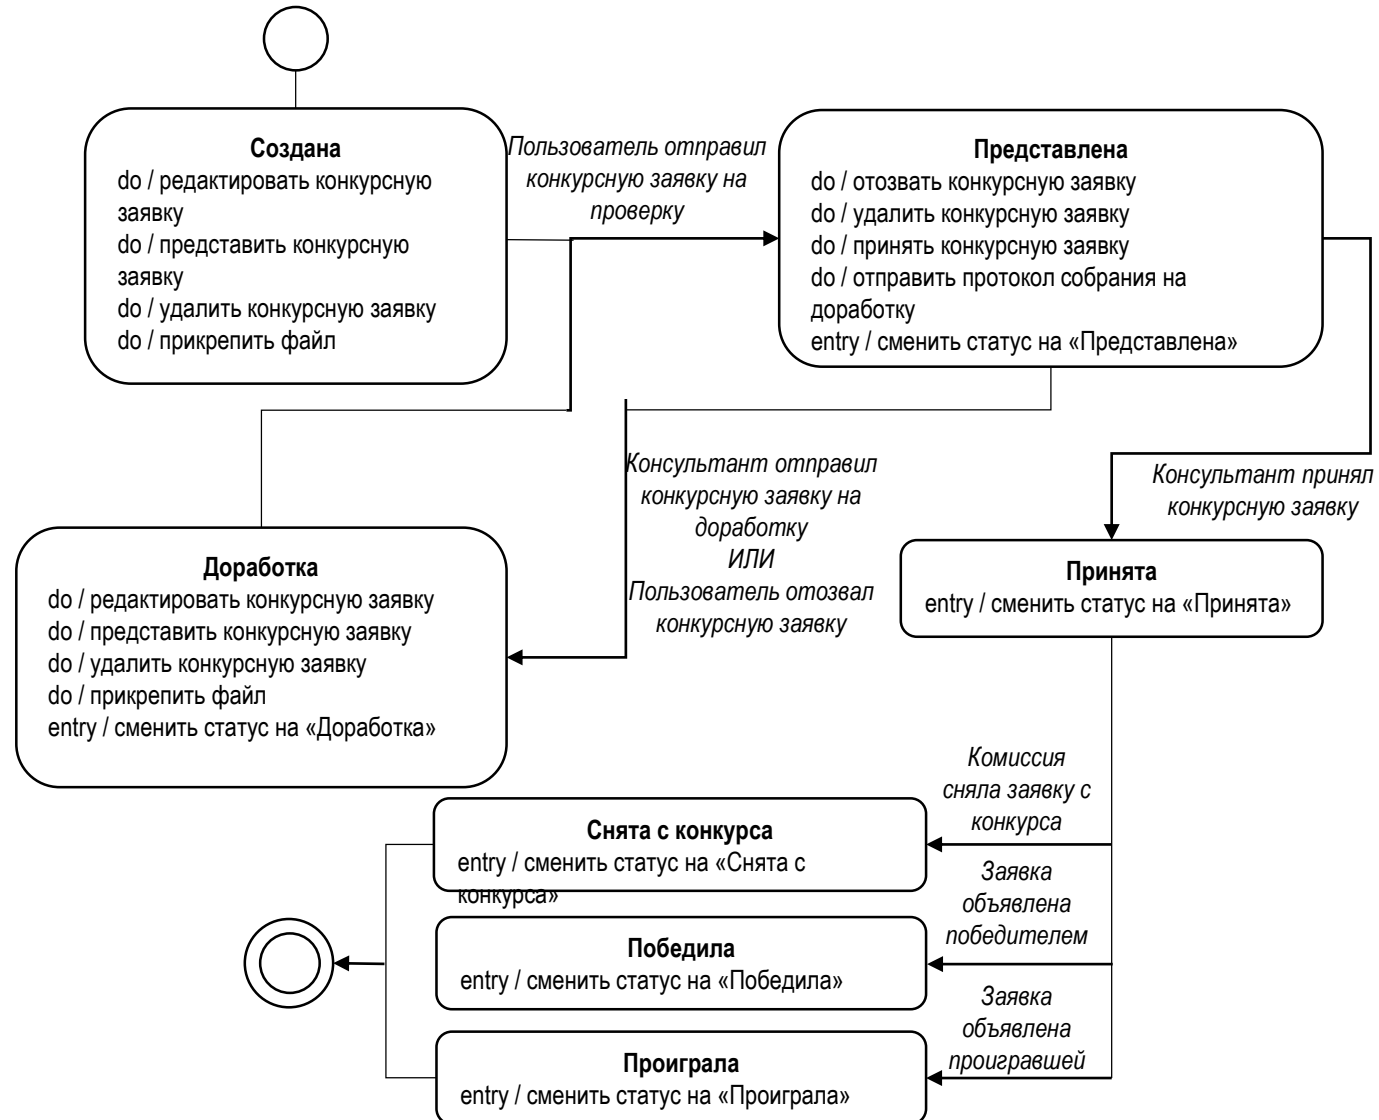 Создана
do / редактировать конкурсную
заявку
do / представить конкурсную
заявку
do / удалить конкурсную заявку
do / прикрепить файл
Пользователь отправил
конкурсную заявку на
проверку
Представлена
do / отозвать конкурсную заявку
do / удалить конкурсную заявку
do / принять конкурсную заявку
do / отправить протокол собрания на
доработку
entry / сменить статус на «Представлена»
Консультант отправил
конкурсную заявку на
доработку
ИЛИ
Пользователь отозвал
конкурсную заявку
Консультант принял
конкурсную заявку
Доработка
do / редактировать конкурсную заявку
do / представить конкурсную заявку
do / удалить конкурсную заявку
do / прикрепить файл
entry / сменить статус на «Доработка»
Принята
entry / сменить статус на «Принята»
Комиссия
сняла заявку с
конкурса
Снята с конкурса
entry / сменить статус на «Снята с
конкурса»
Заявка
объявлена
победителем
Победила
entry / сменить статус на «Победила»
Заявка
объявлена
проигравшей
Проиграла
entry / сменить статус на «Проиграла»